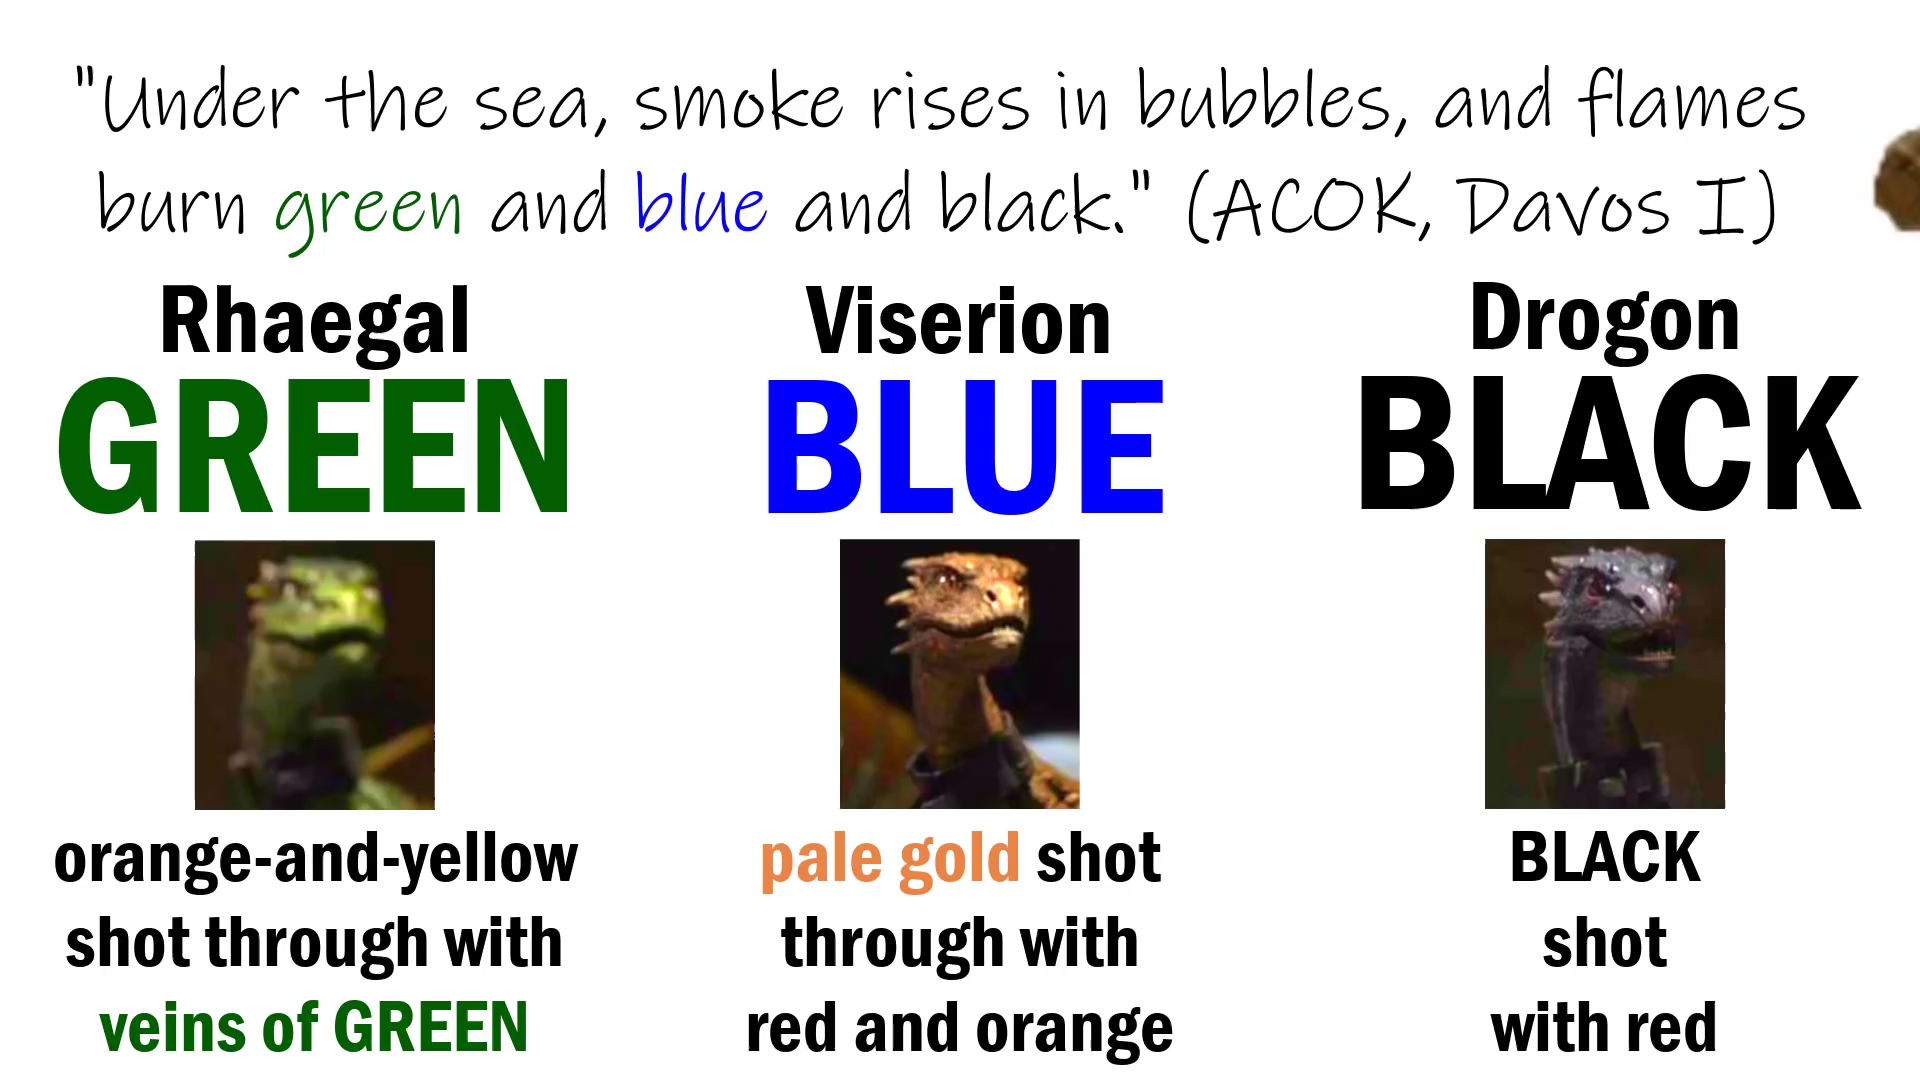 "Under the sea, smoke rises in bubbles, and flames
burn green and blue and black." (ACOK, Davos I)
Rhaegal
GREEN
orange-and-yellow
shot through with
veins of GREEN
Viserion
BLUE
pale gold shot
through with
red and orange
Drogon
BLACK
BLACK
shot
with red